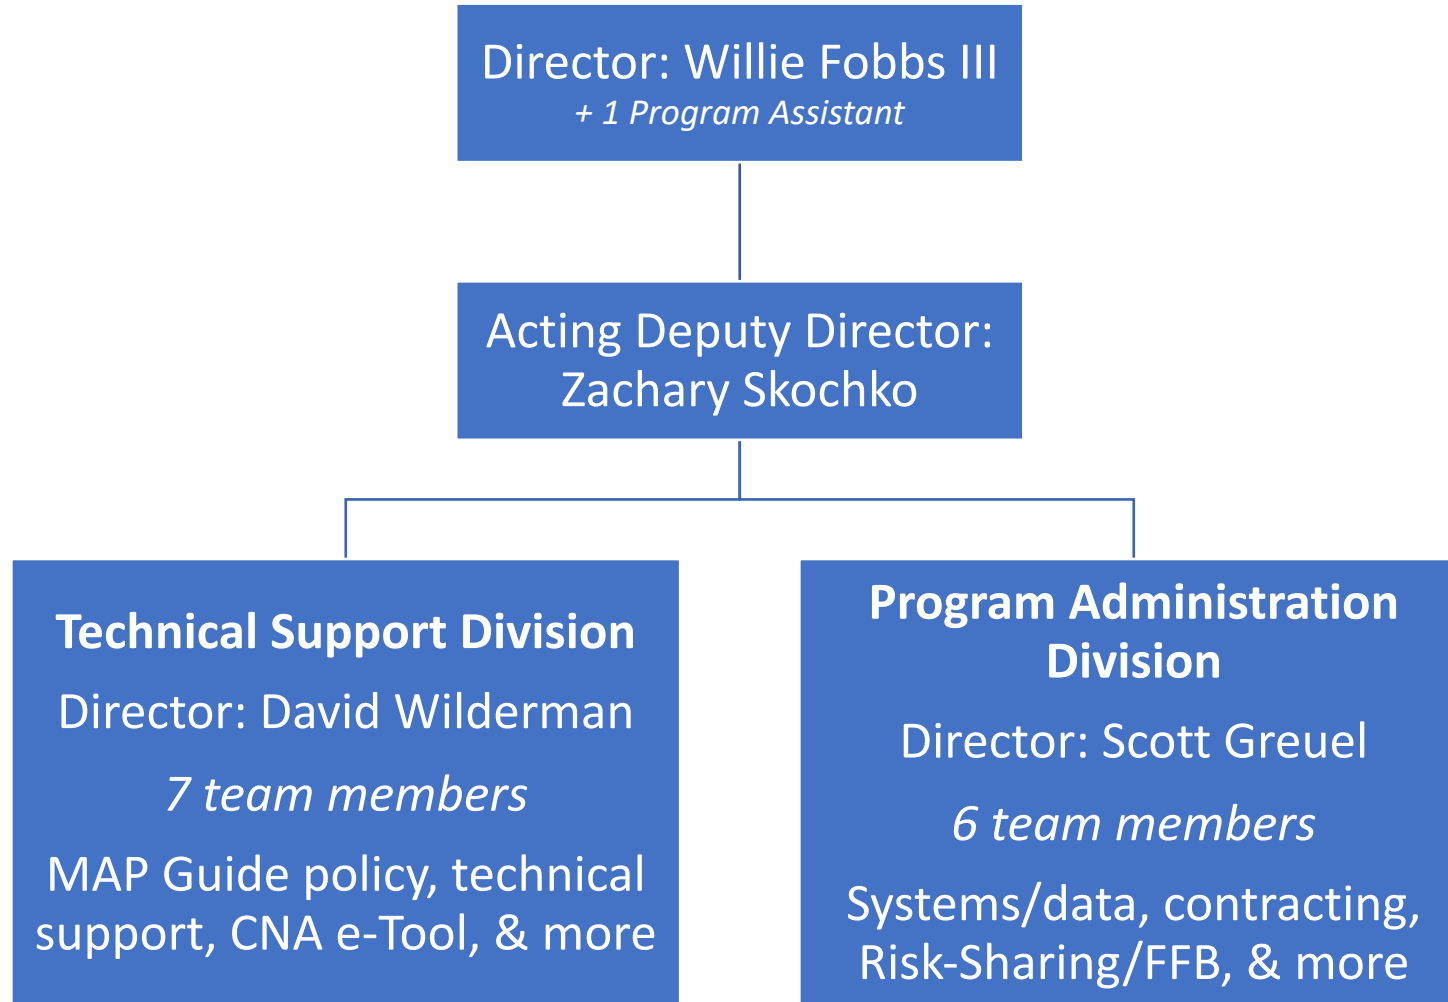 Director: Willie Fobbs III
+ 1 Program Assistant
Acting Deputy Director:
Zachary Skochko
Technical Support Division
Director: David Wilderman
7 team members
MAP Guide policy, technical
support, CNA e-Tool, & more
Program Administration
Division
Director: Scott Greuel
6 team members
Systems/data, contracting,
Risk-Sharing/FFB, & more